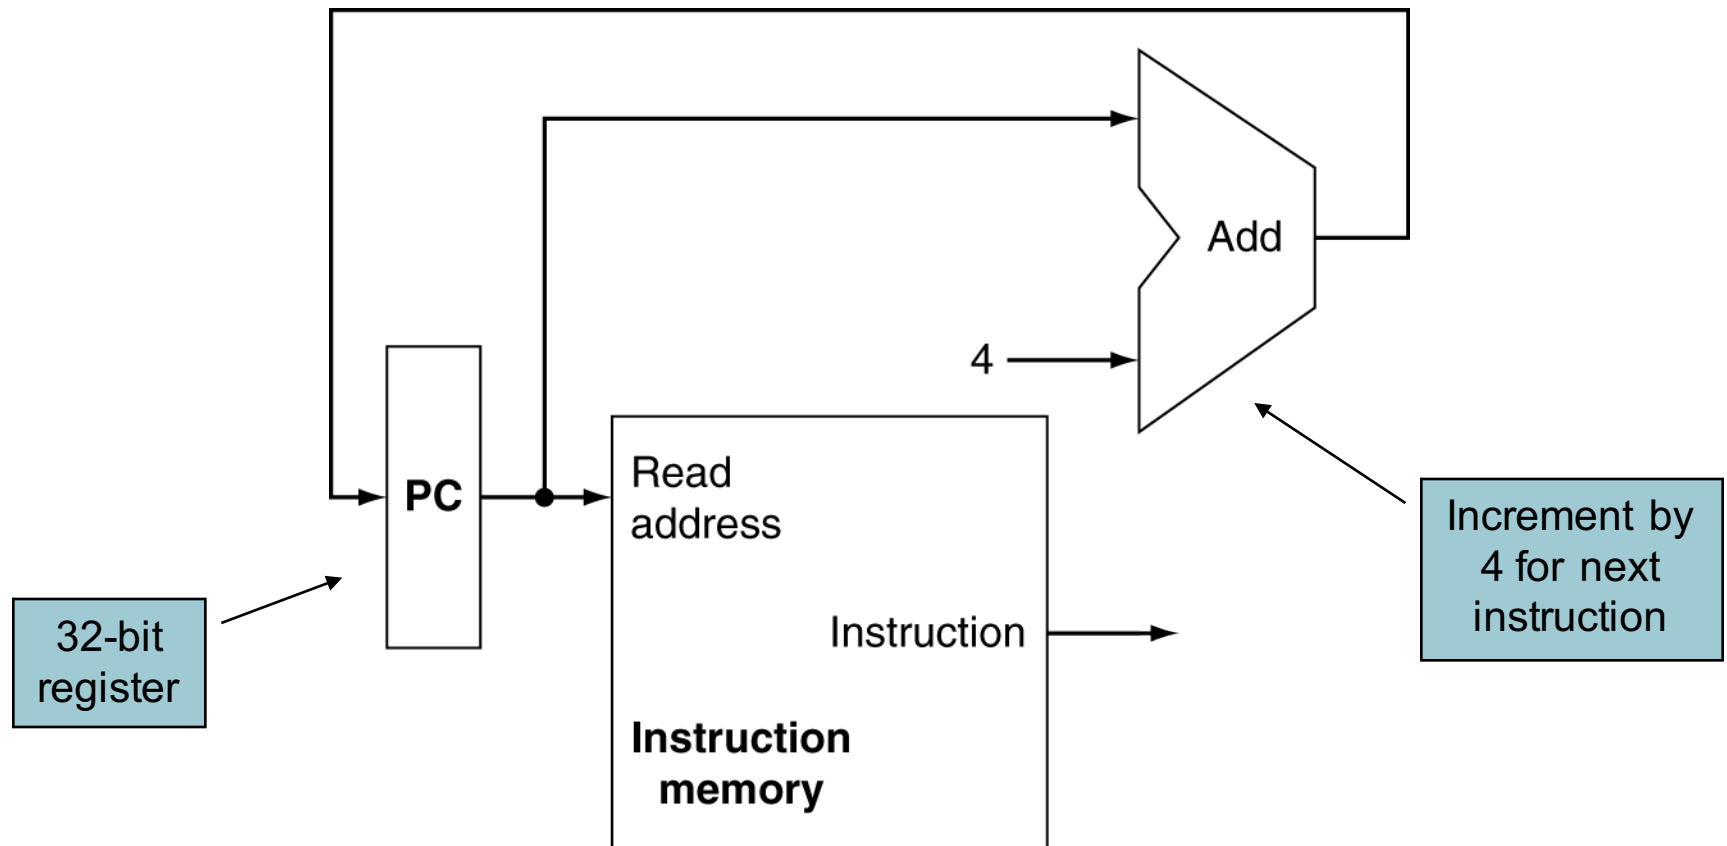 Add
4
PC
Read
address
Instruction
Instruction
memory
32-bit
register
Increment by
4 for next
instruction